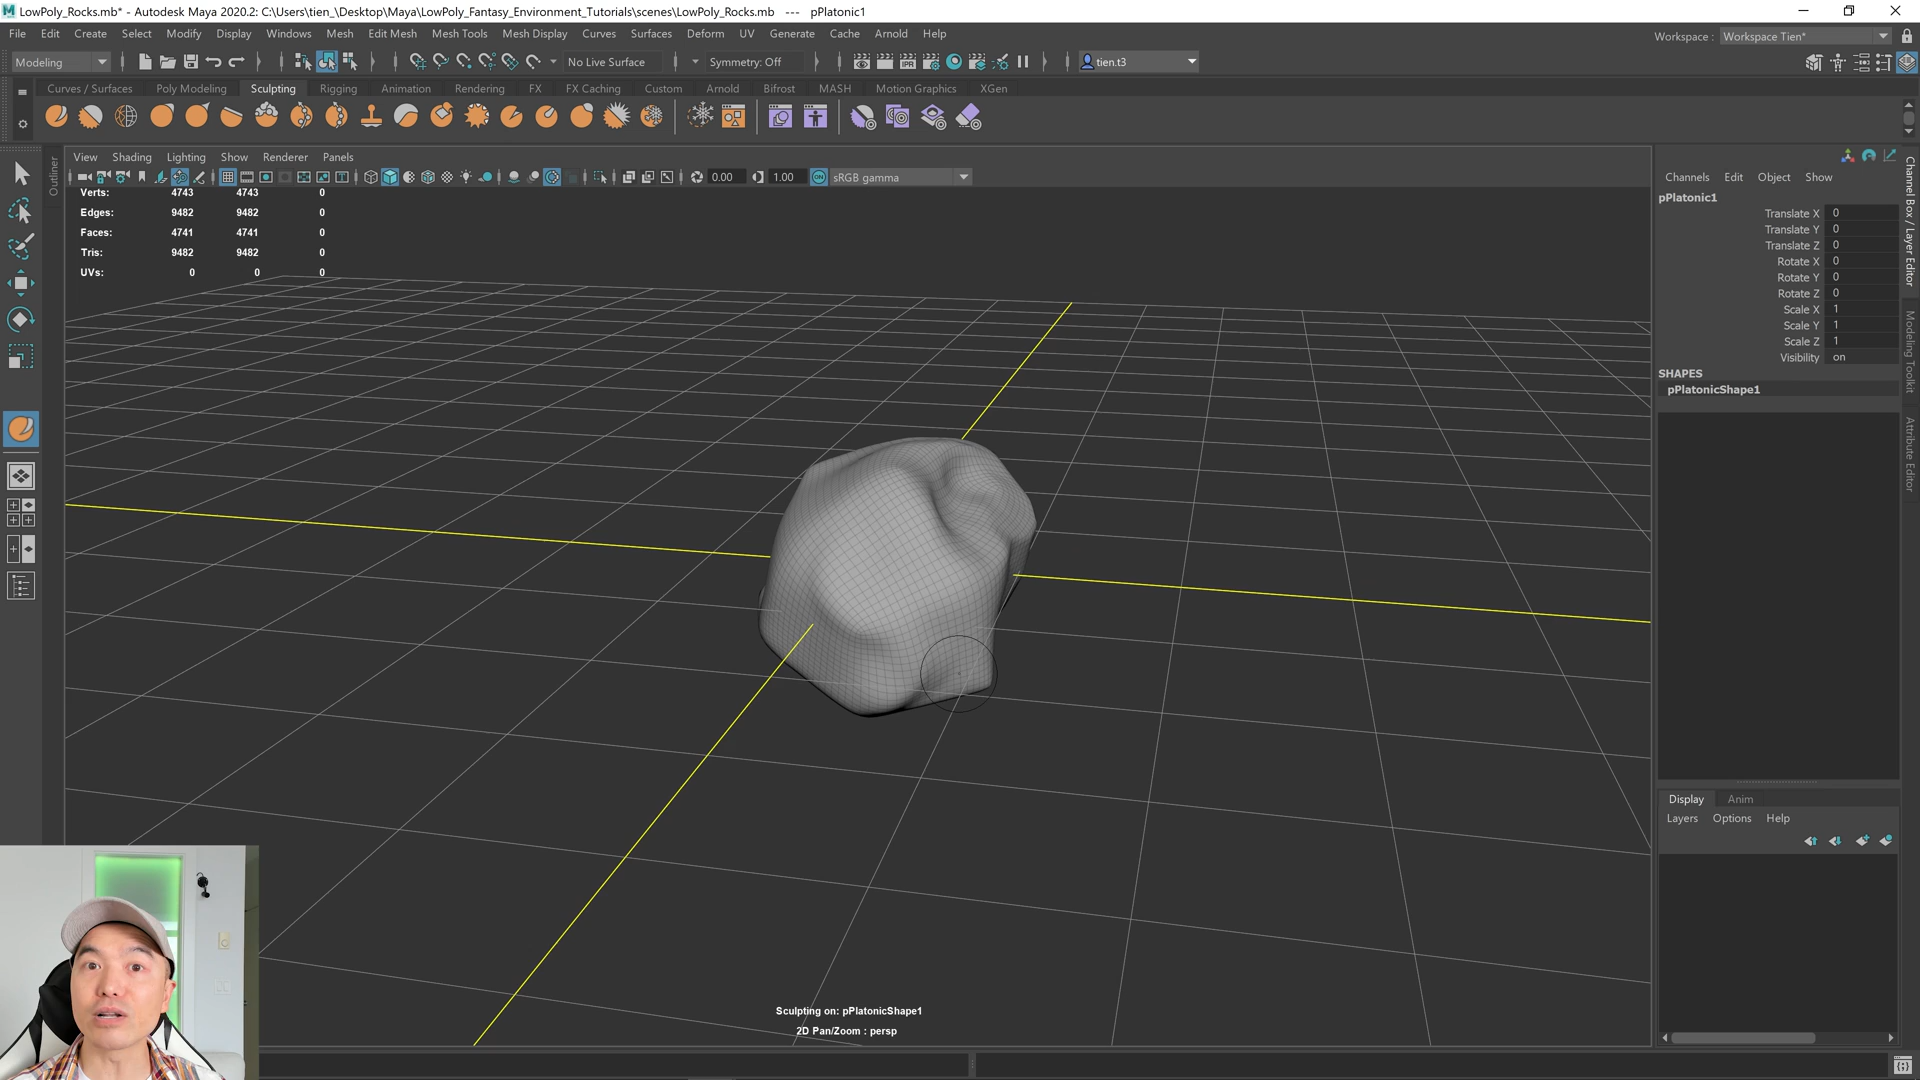 LowPoly_Rocks.mb* - Autodesk Maya 2020.2: C:\Users\tien_\Desktop\Maya\LowPoly_Fantasy_Environment_Tutorials\scenes\LowPoly_Rocks.mb --- pPlatonic1
File Edit Create Select Modify Display Windows Mesh Edit Mesh Mesh Tools Mesh Display Curves Surfaces Deform UV Generate Cache Arnold Help
Workspace : Workspace Tien*
Modeling
No Live Surface
Symmetry: Off
IPR
tien.t3
Curves / Surfaces Poly Modeling Sculpting Rigging Animation Rendering FX FX Caching Custom Arnold Bifrost MASH Motion Graphics XGen
Outliner
View Shading Lighting Show Renderer Panels
0.00 1.00 ON sRGB gamma
Verts: 4743 4743 0
Edges: 9482 9482 0
Faces: 4741 4741 0
Tris: 9482 9482 0
UVs: 0 0 0
Sculpting on: pPlatonicShape1
2D Pan/Zoom : persp
Channels Edit Object Show
pPlatonic1
Translate X 0
Translate Y 0
Translate Z 0
Rotate X 0
Rotate Y 0
Rotate Z 0
Scale X 1
Scale Y 1
Scale Z 1
Visibility on
SHAPES
pPlatonicShape1
Display Anim
Layers Options Help
Channel Box / Layer Editor
Modeling Toolkit
Attribute Editor